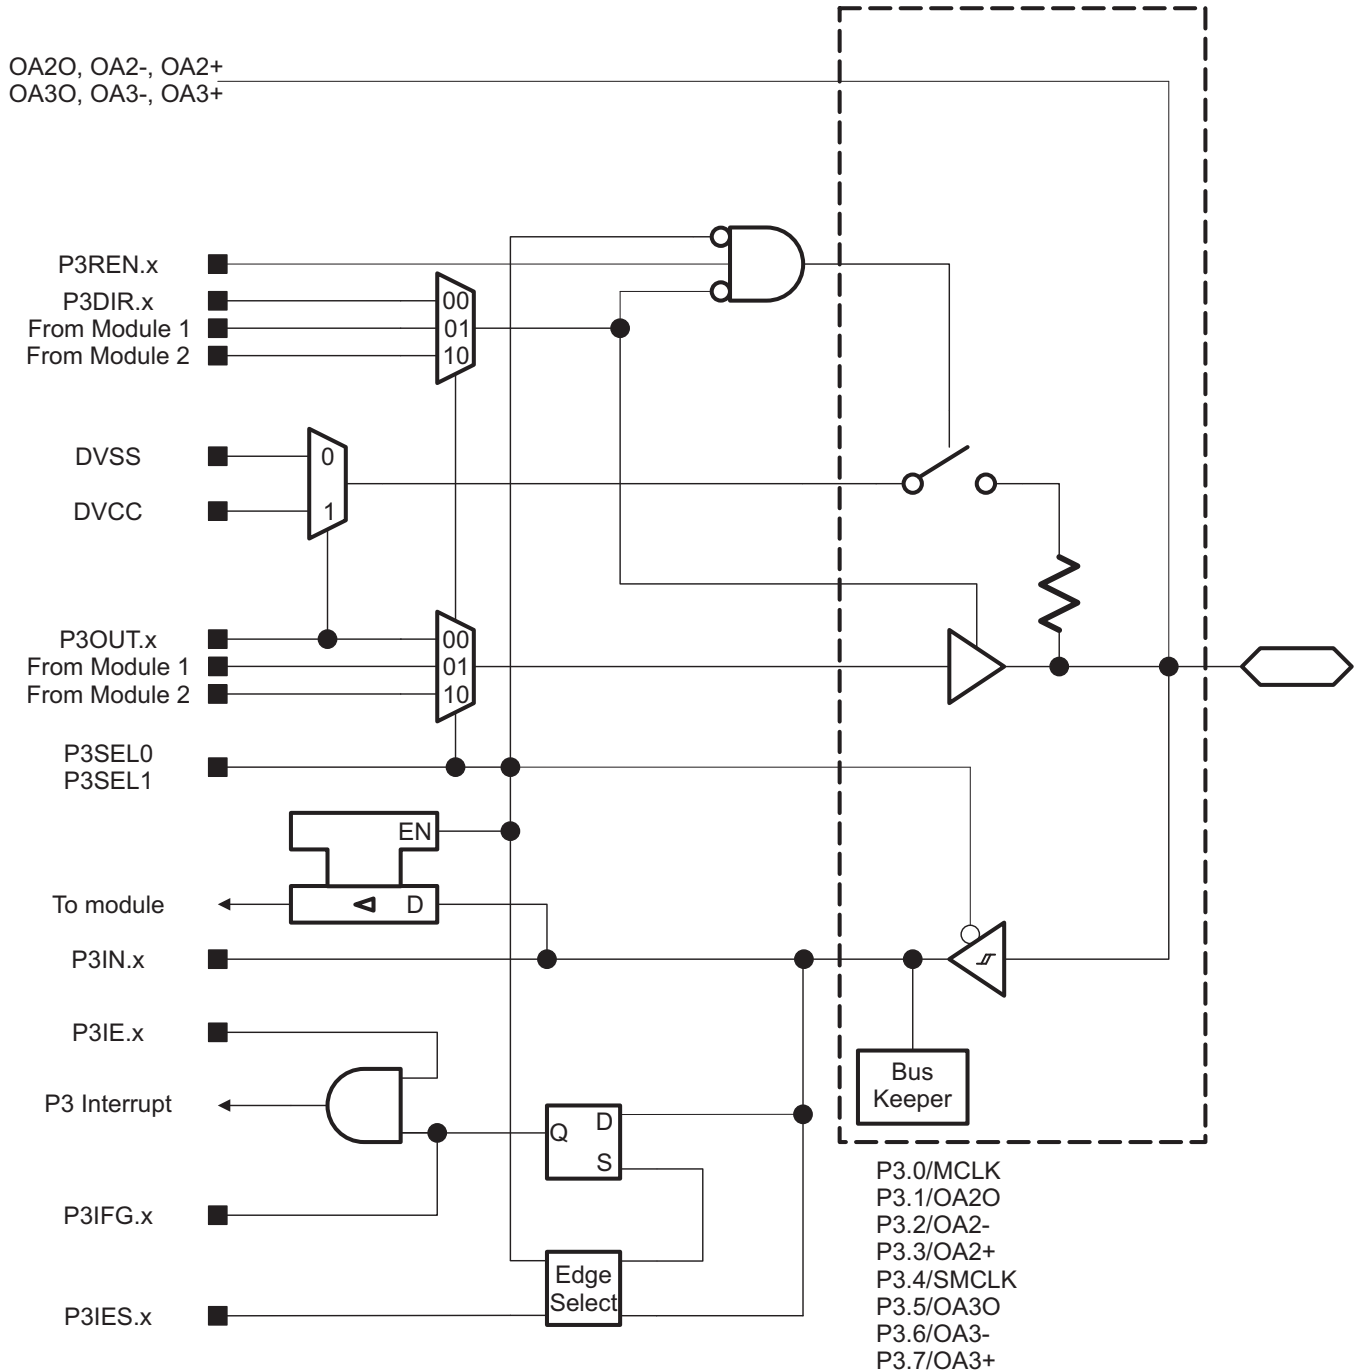 OA2O, OA2-, OA2+
OA3O, OA3-, OA3+
P3REN.x
P3DIR.x
00
From Module 1
01
From Module 2
10
DVSS
0
DVCC
1
P3OUT.x
00
From Module 1
01
From Module 2
10
P3SEL0
P3SEL1
EN
To module
D
P3IN.x
P3IE.x
Bus
Keeper
P3 Interrupt
Q
D
S
P3IFG.x
Edge
Select
P3IES.x
P3.0/MCLK
P3.1/OA2O
P3.2/OA2-
P3.3/OA2+
P3.4/SMCLK
P3.5/OA3O
P3.6/OA3-
P3.7/OA3+